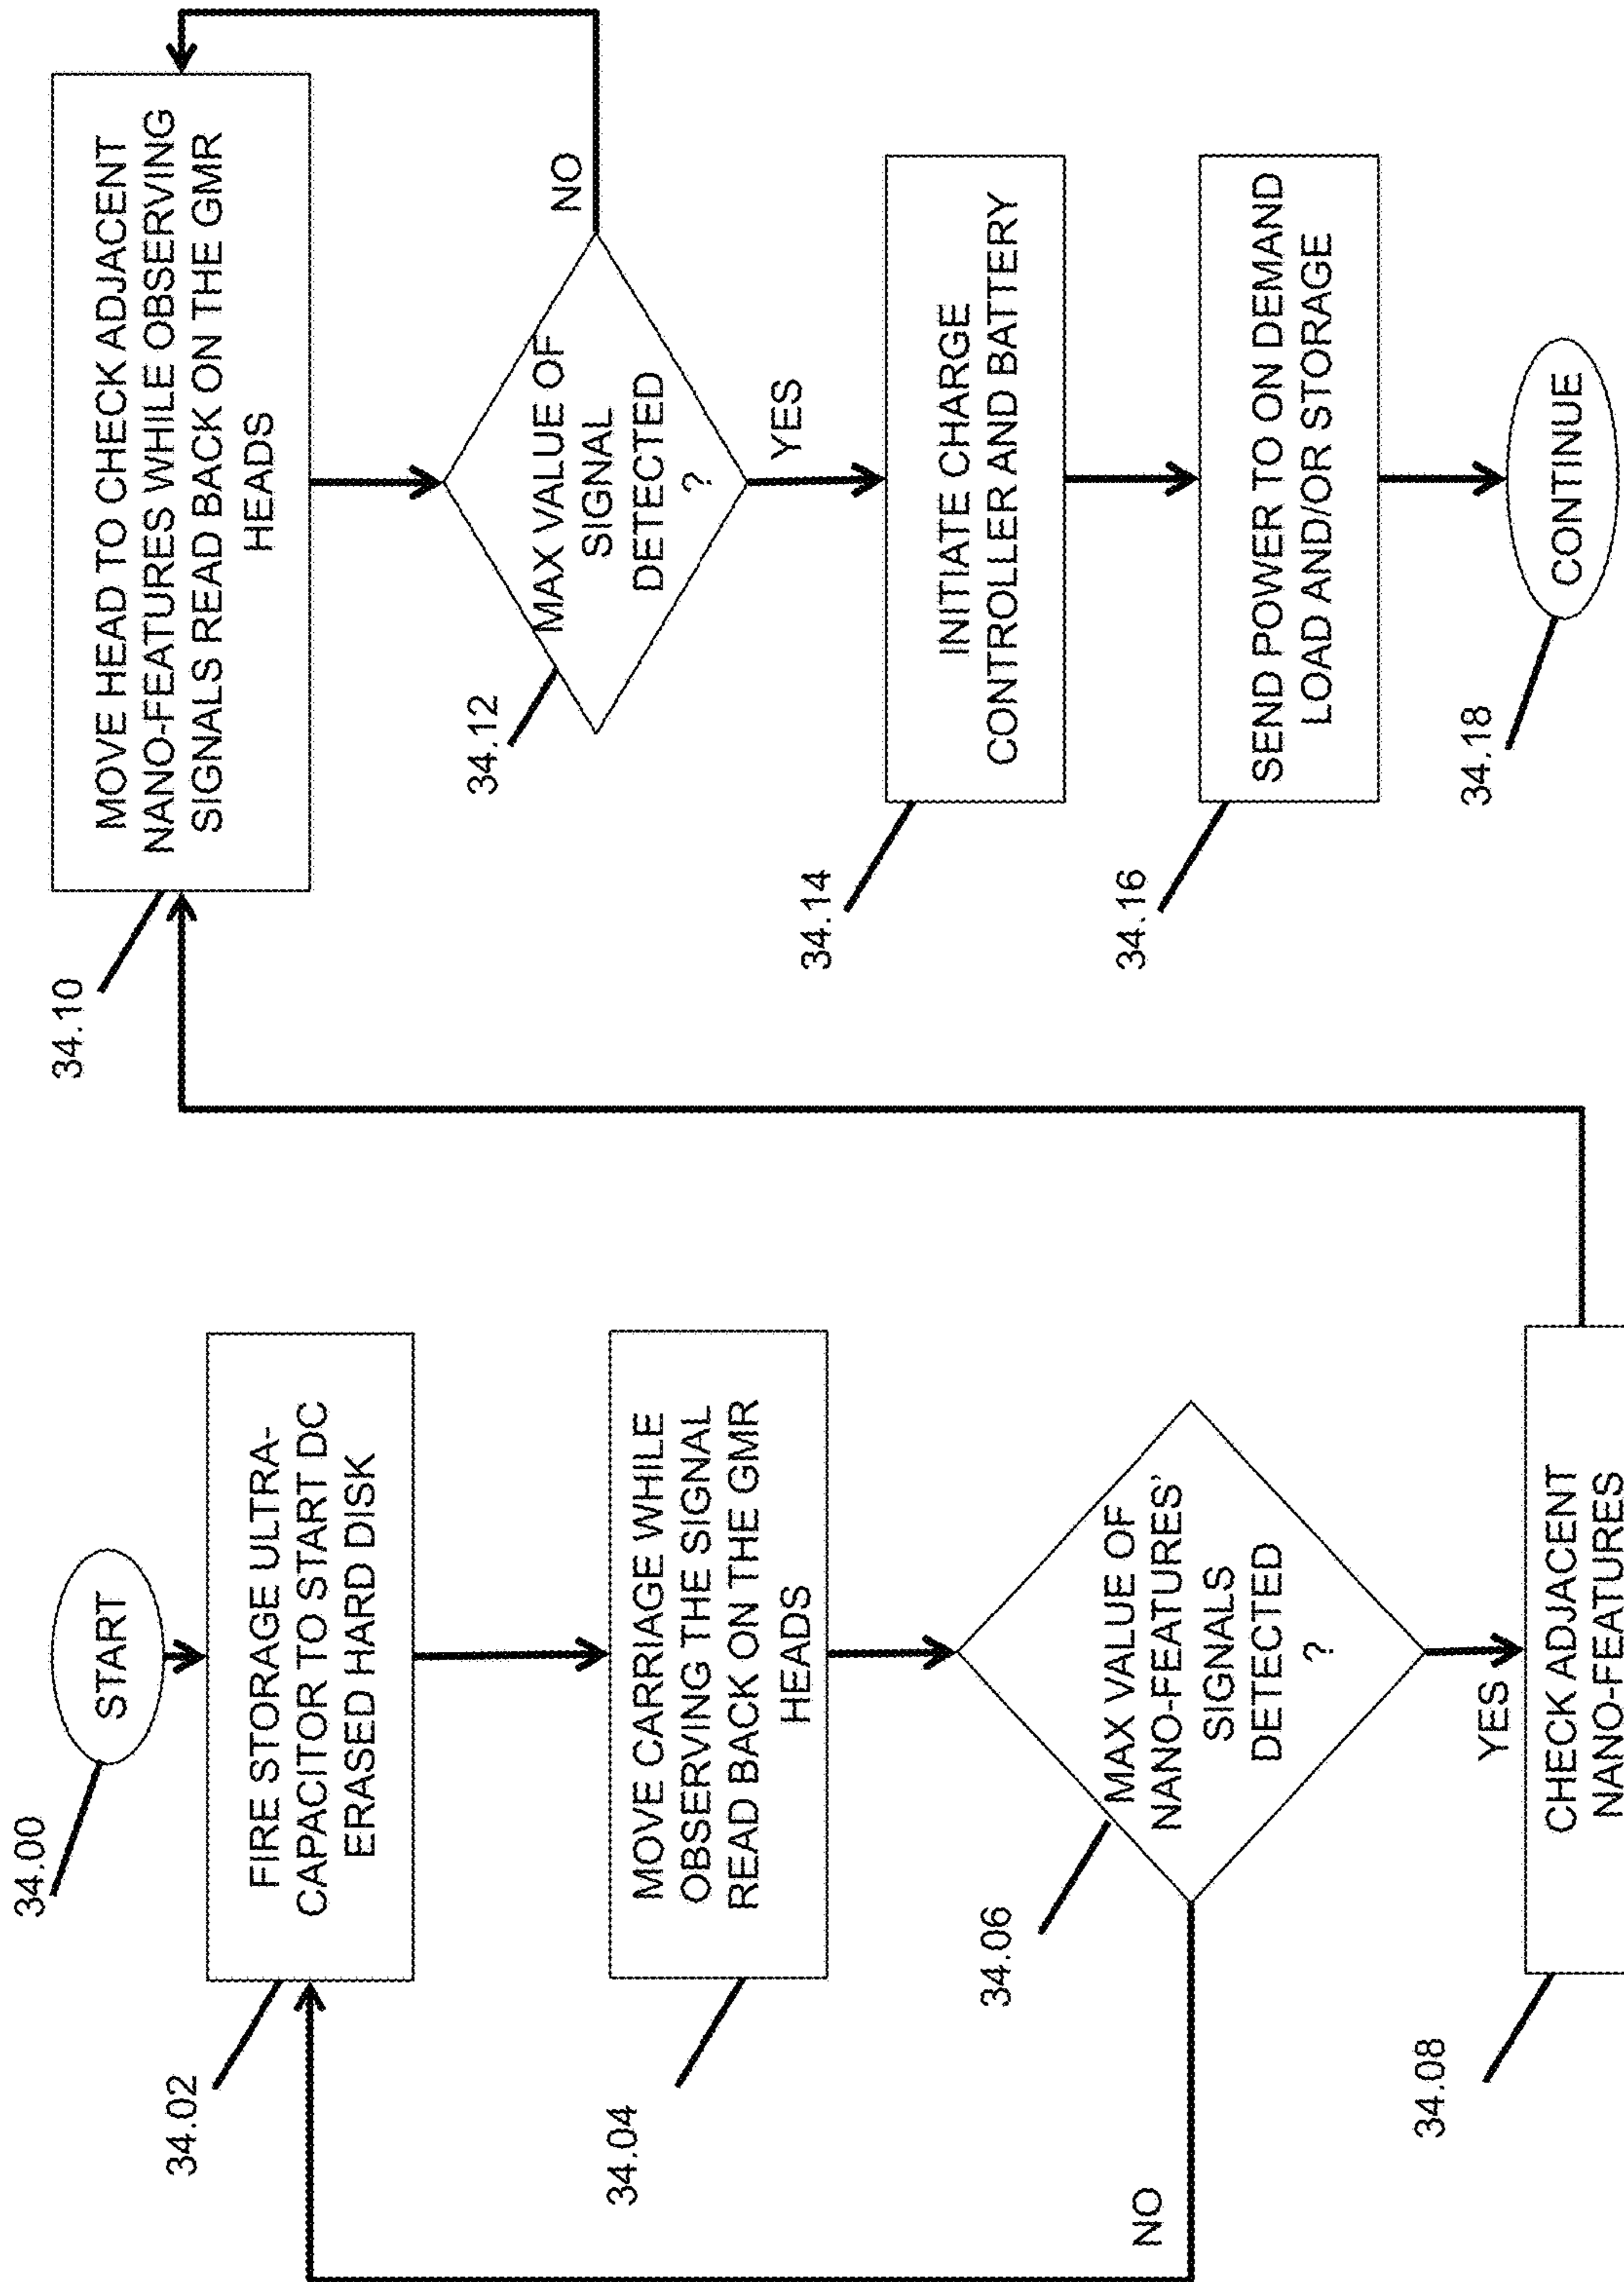 34.00
START
34.02
FIRE STORAGE ULTRA-
CAPACITOR TO START DC
ERASED HARD DISK
34.04
MOVE CARRIAGE WHILE
OBSERVING THE SIGNAL
READ BACK ON THE GMR
HEADS
34.06
MAX VALUE OF
NANO-FEATURES'
SIGNALS
DETECTED
?
NO
YES
34.08
CHECK ADJACENT
NANO-FEATURES
34.10
MOVE HEAD TO CHECK ADJACENT
NANO-FEATURES WHILE OBSERVING
SIGNALS READ BACK ON THE GMR
HEADS
34.12
MAX VALUE OF
SIGNAL
DETECTED
?
NO
YES
34.14
INITIATE CHARGE
CONTROLLER AND BATTERY
34.16
SEND POWER TO ON DEMAND
LOAD AND/OR STORAGE
34.18
CONTINUE